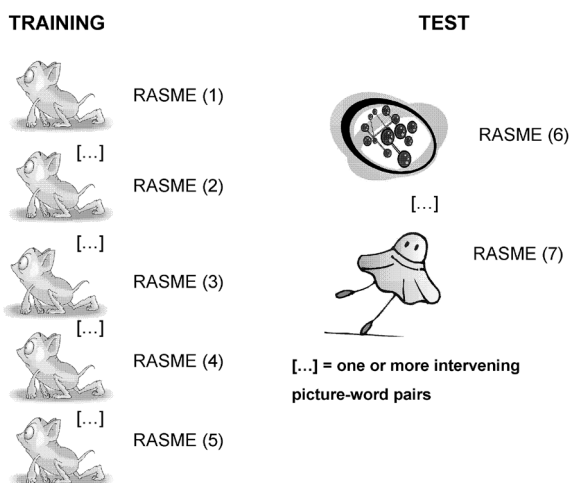 TRAINING
RASME (1)
[...]
RASME (2)
[...]
RASME (3)
[...]
RASME (4)
[...]
RASME (5)
TEST
RASME (6)
[...]
RASME (7)
[...] = one or more intervening
picture-word pairs